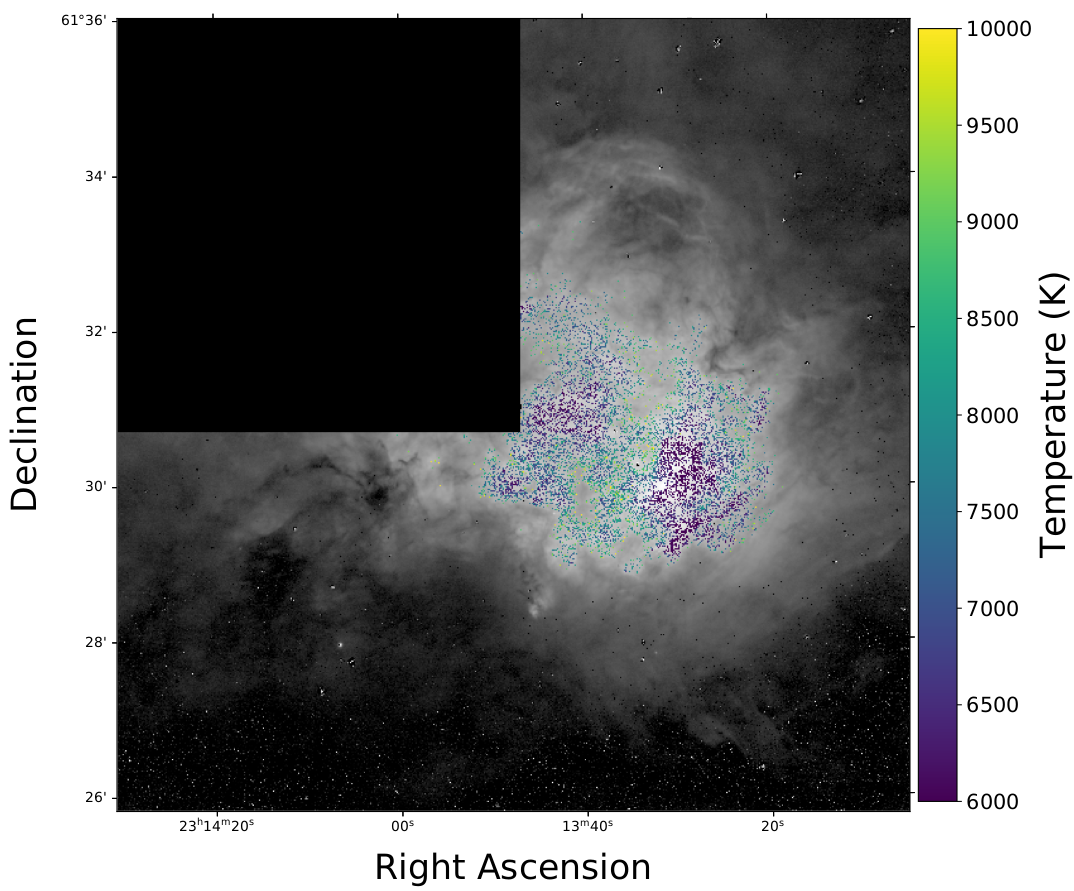 61°36'
34'
32'
30'
28'
26'
Declination
23ʰ14ᵐ20ˢ
00ˢ
13ᵐ40ˢ
20ˢ
Right Ascension
10000
9500
9000
8500
8000
7500
7000
6500
6000
Temperature (K)